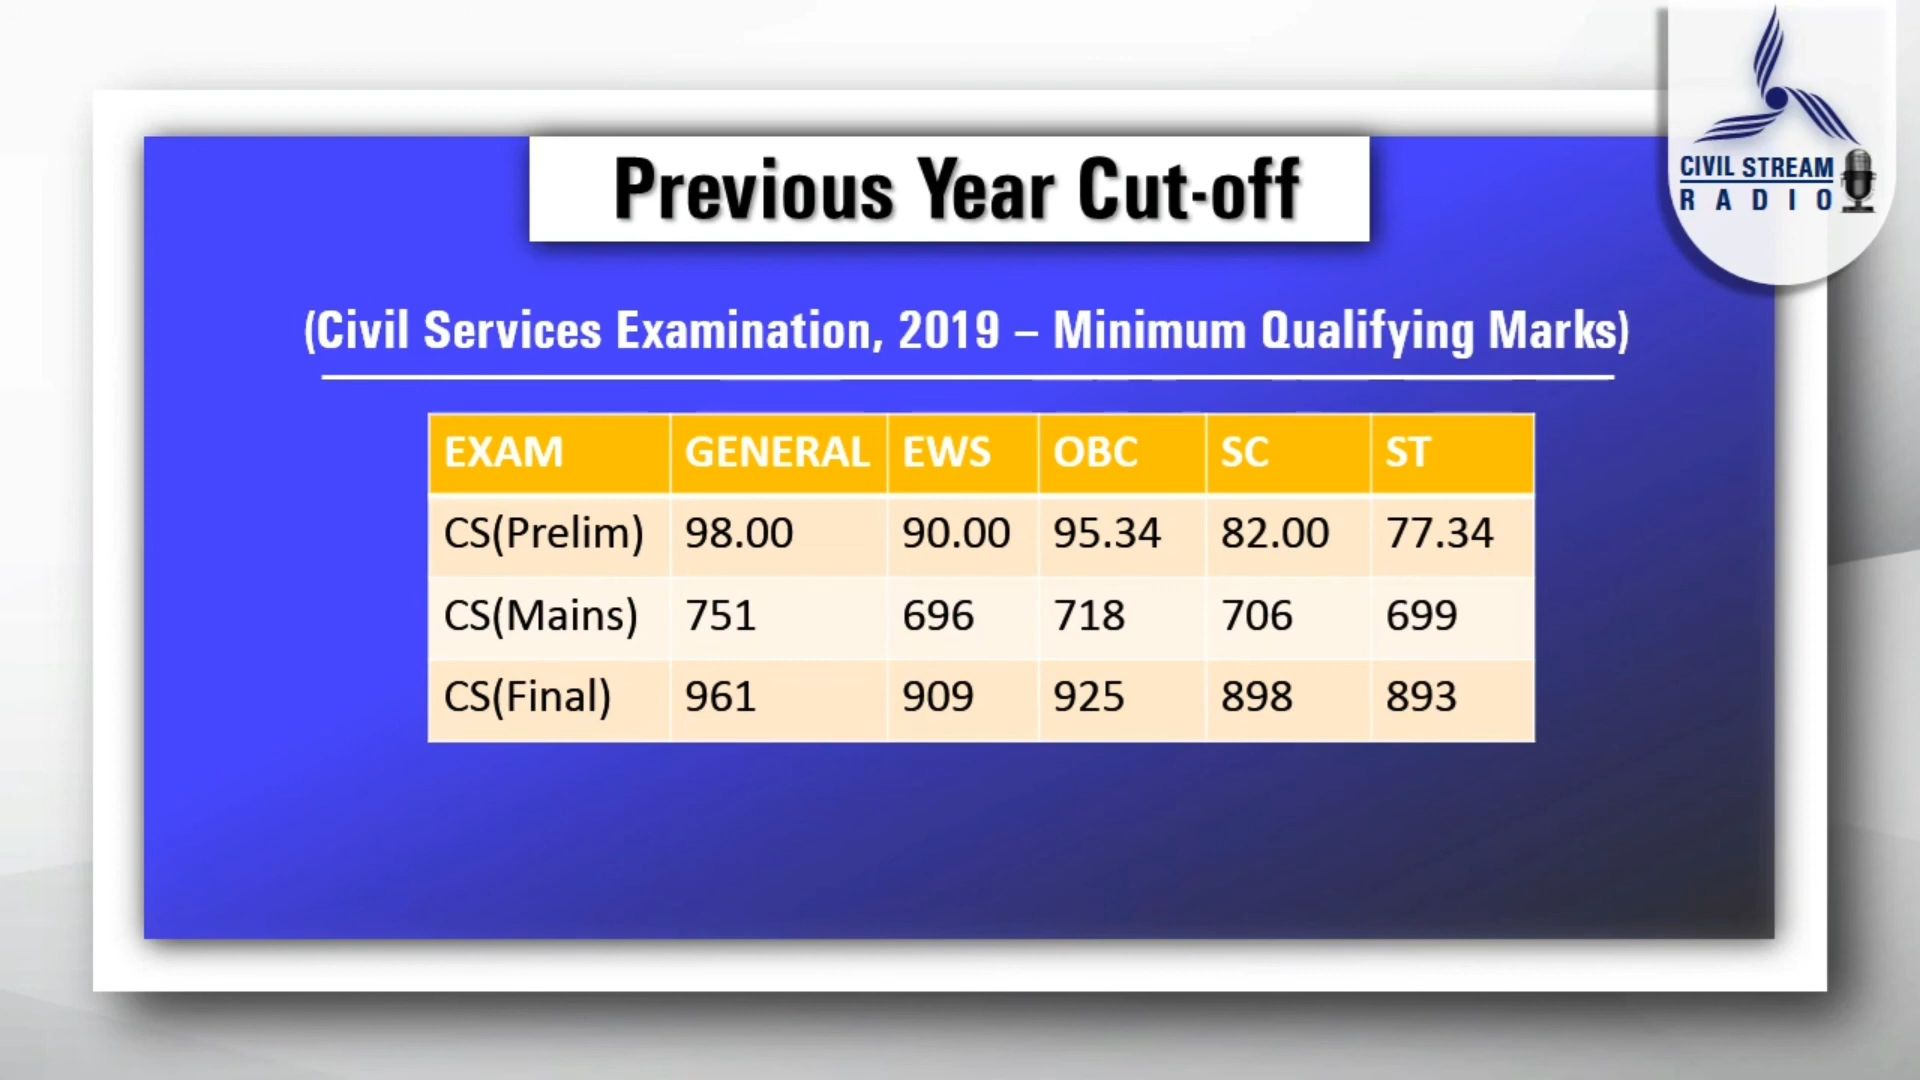 CIVIL STREAM
RADIO
Previous Year Cut-off
(Civil Services Examination, 2019 – Minimum Qualifying Marks)
EXAM GENERAL EWS OBC SC ST
CS(Prelim) 98.00 90.00 95.34 82.00 77.34
CS(Mains) 751 696 718 706 699
CS(Final) 961 909 925 898 893